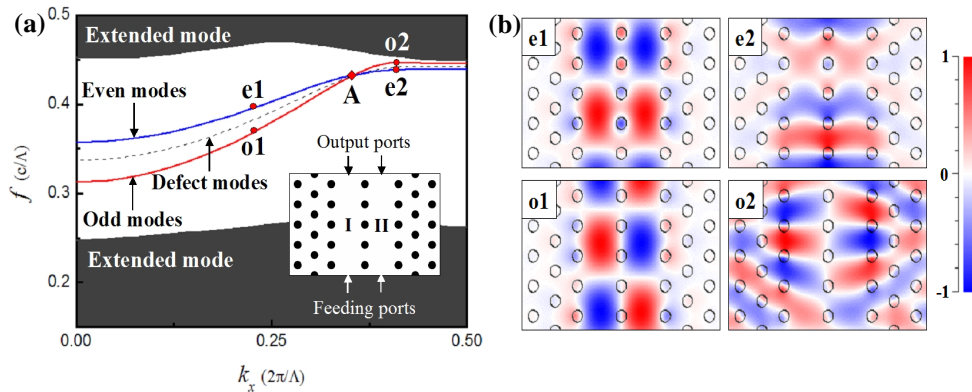 (a)
0.5
0.4
0.3
0.2
f (c/Λ)
Extended mode
Even modes
Odd modes
Defect modes
e1
o1
A
o2
e2
Output ports
I II
Feeding ports
Extended mode
0.00 0.25 0.50
kx (2π/Λ)
(b)
e1
e2
o1
o2
1
0
-1